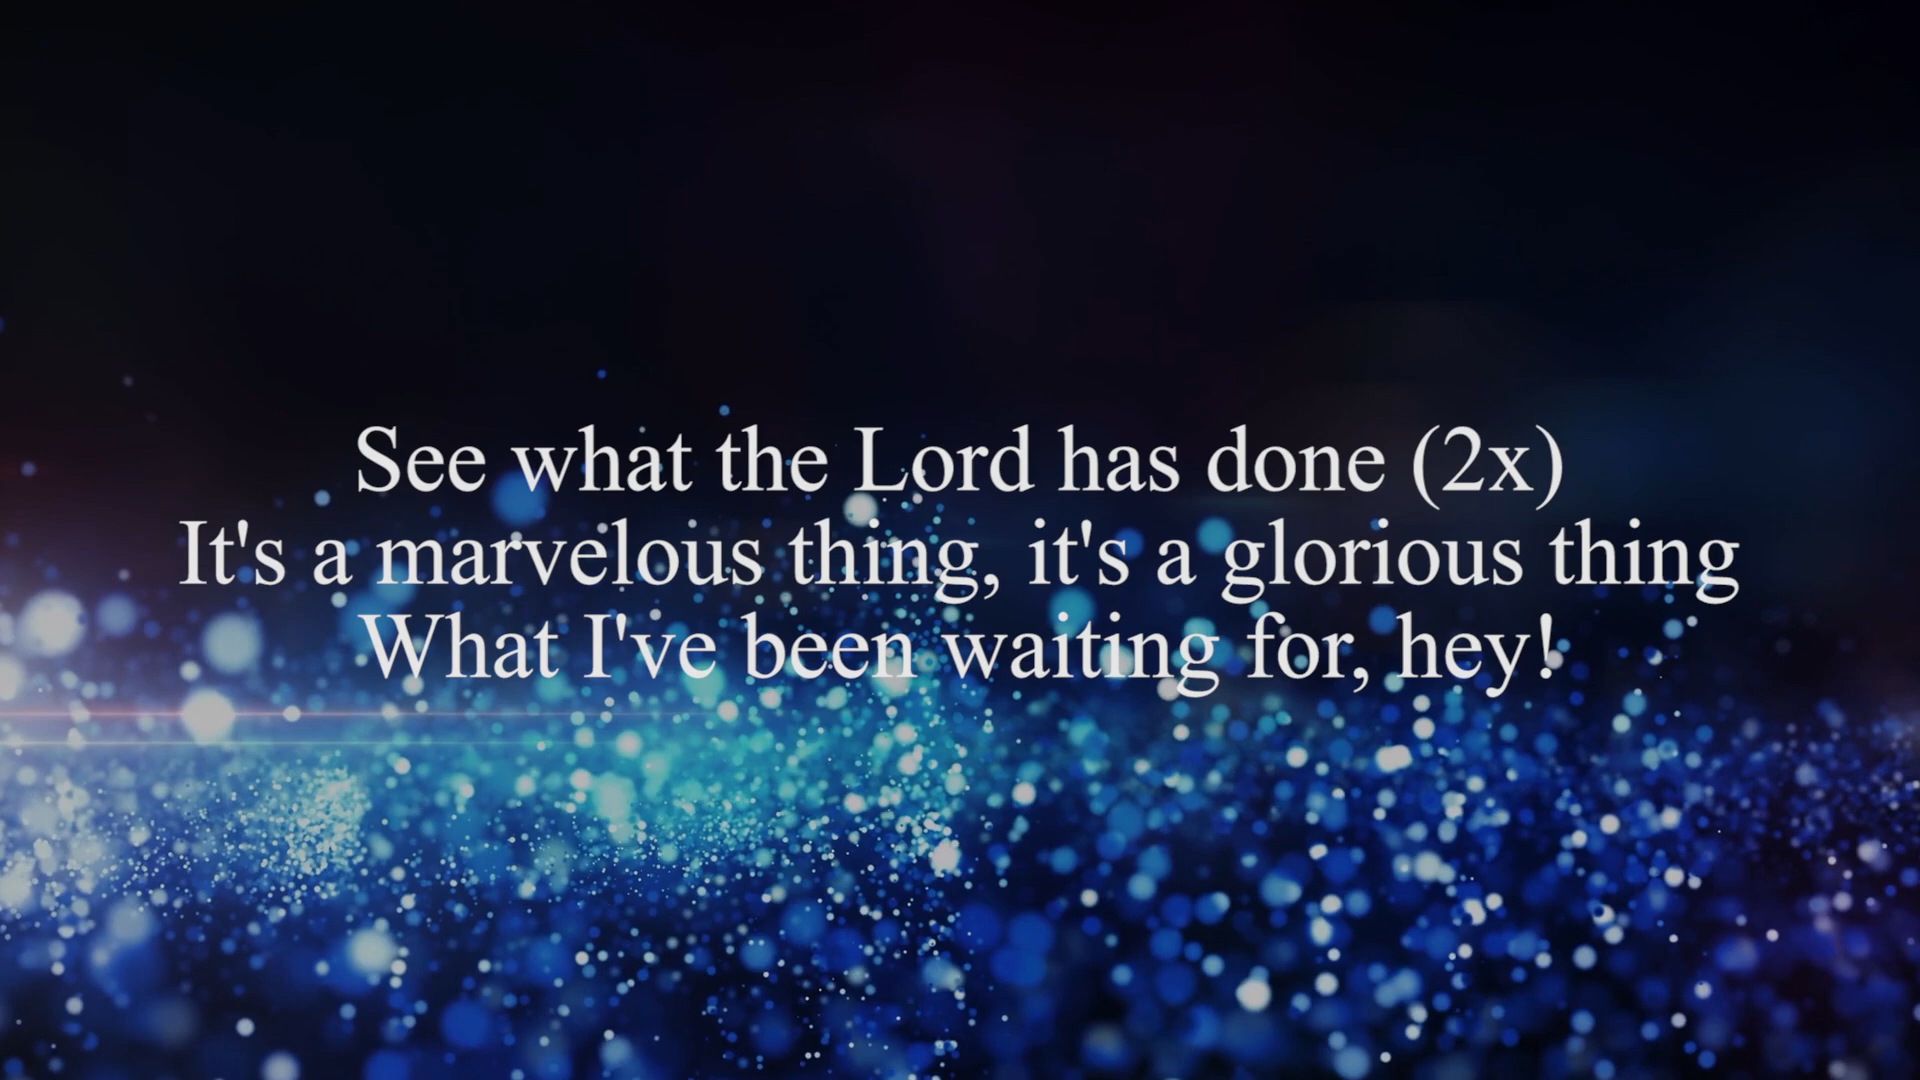 See what the Lord has done (2x)
It's a marvelous thing, it's a glorious thing
What I've been waiting for, hey!